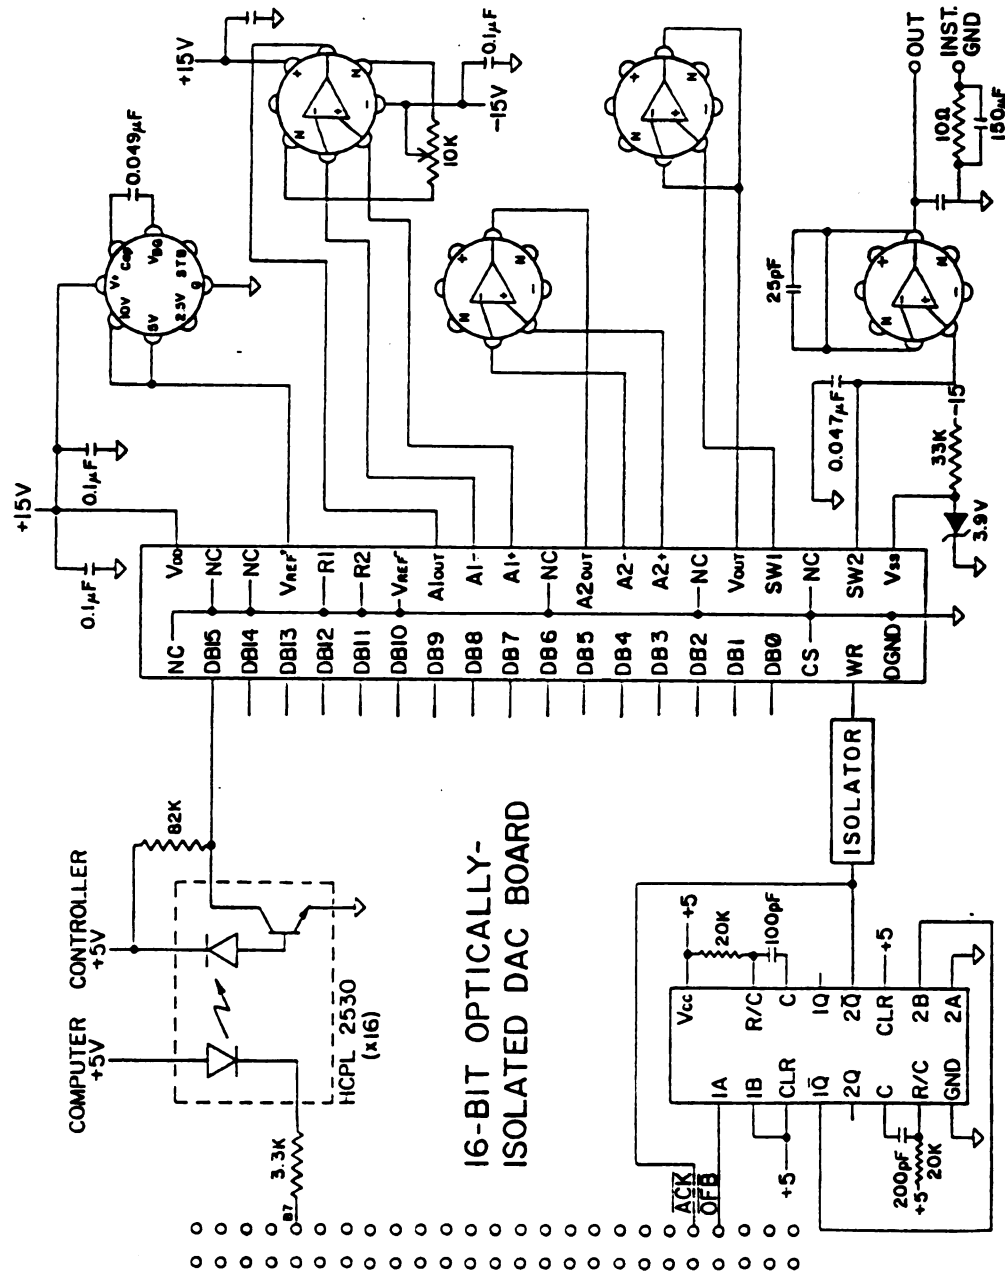 +15V
0.1μF
0.1μF
+15V
0.049μF
10V
V+
Cap
5V
VBG
2.5V
STB
G
+
-
+
N
N
-
0.1μF
-15V
10K
+
-
+
N
N
-
+
-
+
N
N
-
OUT
INST.
GND
10Ω
150μF
25pF
+
-
+
N
N
-
0.047μF
33K
-15
3.9V
VDD
NC
NC
VREF
R1
R2
VREF
A1OUT
A1-
A1+
NC
A2OUT
A2-
A2+
NC
VOUT
SW1
NC
SW2
VSS
NC
DB15
DB14
DB13
DB12
DB11
DB10
DB9
DB8
DB7
DB6
DB5
DB4
DB3
DB2
DB1
DB0
CS
WR
DGND
82K
CONTROLLER
+5V
COMPUTER
+5V
HCPL 2530
(x16)
3.3K
B7
16-BIT OPTICALLY-
ISOLATED DAC BOARD
ISOLATOR
+5
20K
100pF
Vcc
R/C
C
1Q
2Q̅
CLR
+5
2B
2A
1A
1B
CLR
1Q̅
2Q
C
R/C
GND
+5
200pF
+5
20K
A̅C̅K̅
O̅F̅B̅